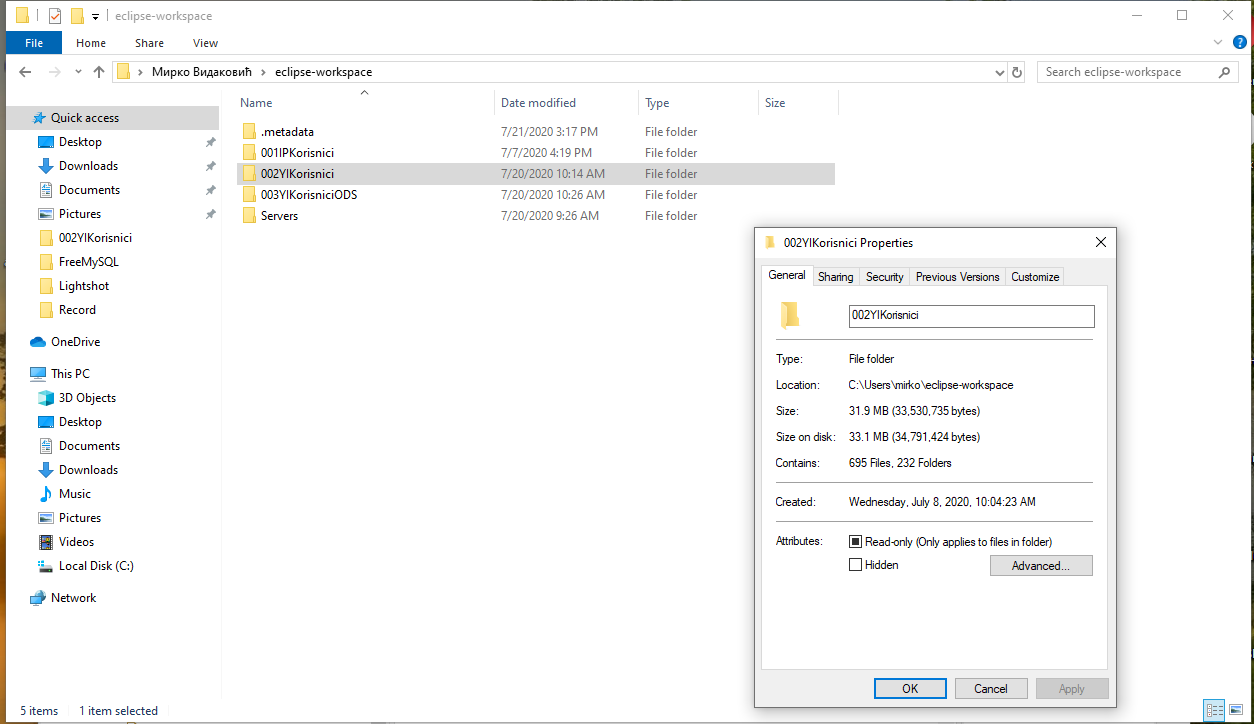 eclipse-workspace
File Home Share View
Мирко Видаковић eclipse-workspace
Search eclipse-workspace
Name Date modified Type Size
Quick access
Desktop
Downloads
Documents
Pictures
002YIKorisnici
FreeMySQL
Lightshot
Record
OneDrive
This PC
3D Objects
Desktop
Documents
Downloads
Music
Pictures
Videos
Local Disk (C:)
Network
.metadata 7/21/2020 3:17 PM File folder
001IPKorisnici 7/7/2020 4:19 PM File folder
002YIKorisnici 7/20/2020 10:14 AM File folder
003YIKorisniciODS 7/20/2020 10:26 AM File folder
Servers 7/20/2020 9:26 AM File folder
002YIKorisnici Properties
General Sharing Security Previous Versions Customize
002YIKorisnici
Type: File folder
Location: C:\Users\mirko\eclipse-workspace
Size: 31.9 MB (33,530,735 bytes)
Size on disk: 33.1 MB (34,791,424 bytes)
Contains: 695 Files, 232 Folders
Created: Wednesday, July 8, 2020, 10:04:23 AM
Attributes: Read-only (Only applies to files in folder)
Hidden Advanced...
OK Cancel Apply
5 items 1 item selected